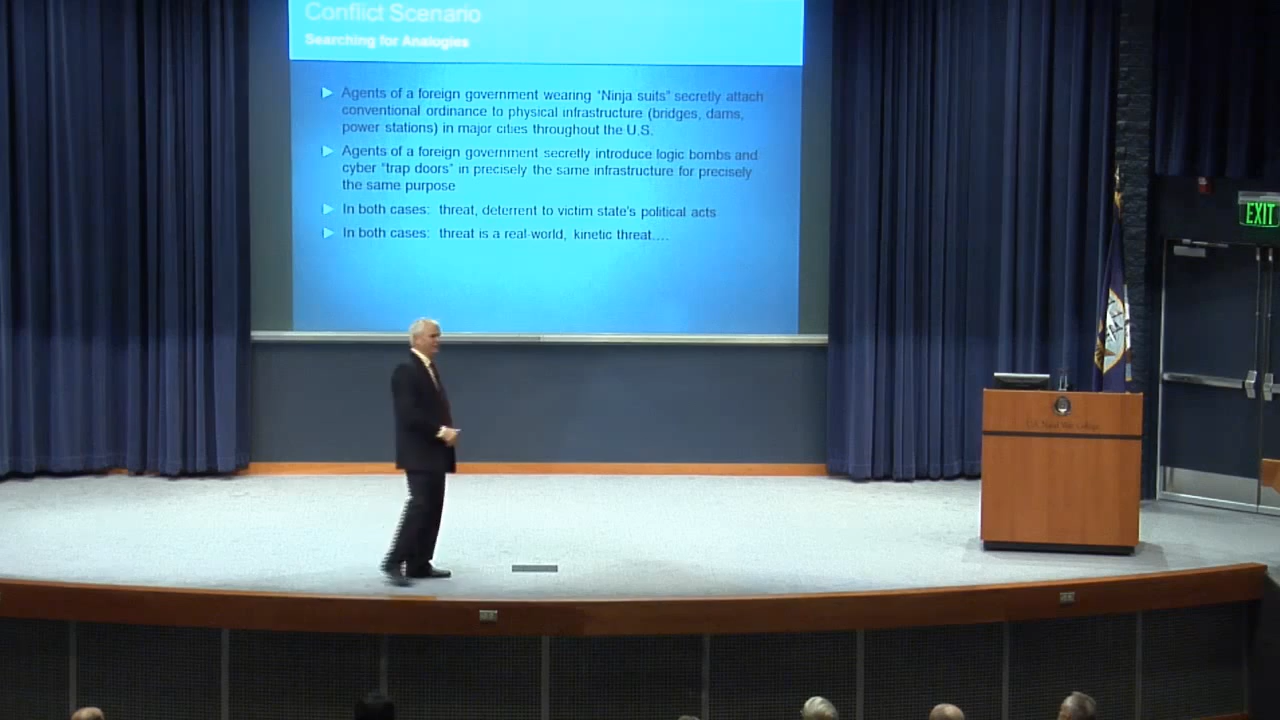 Conflict Scenario
Searching for Analogies
Agents of a foreign government wearing "Ninja suits" secretly attach
conventional ordinance to physical infrastructure (bridges, dams,
power stations) in major cities throughout the U.S.
Agents of a foreign government secretly introduce logic bombs and
cyber "trap doors" in precisely the same infrastructure for precisely
the same purpose
In both cases: threat, deterrent to victim state's political acts
In both cases: threat is a real-world, kinetic threat....
EXIT
U.S. Naval War College